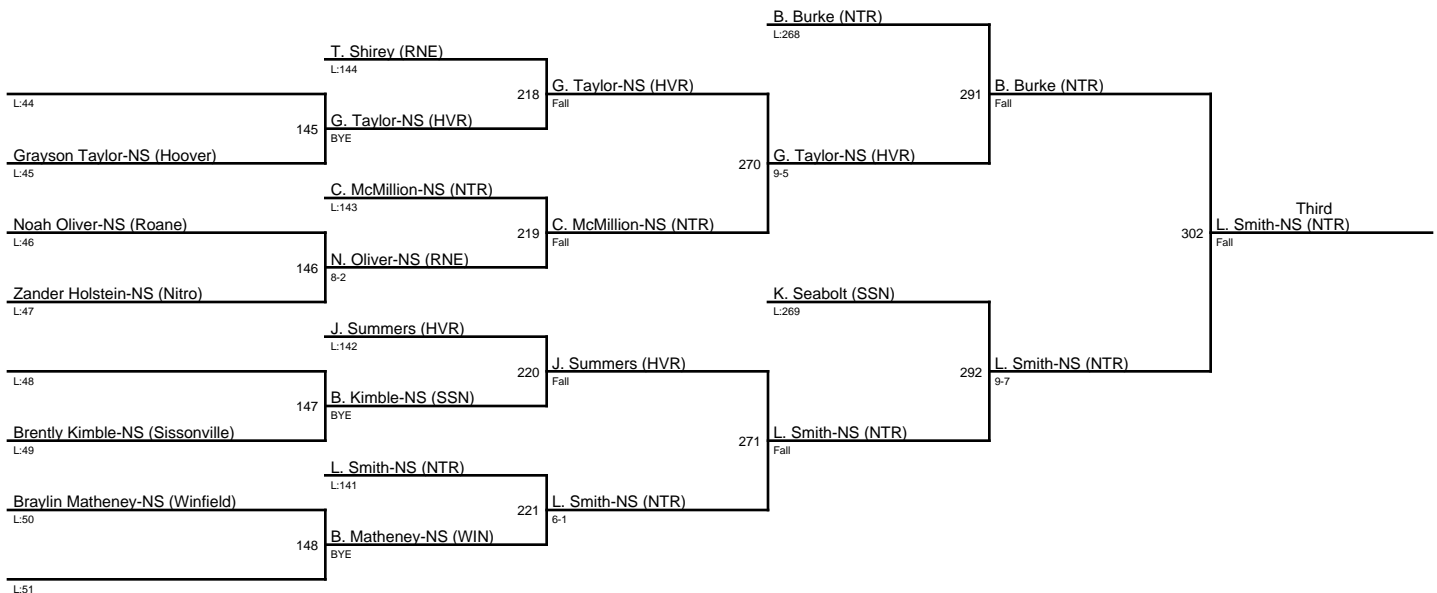 B. Burke (NTR)
L:268
T. Shirey (RNE)
L:144
L:44
218
G. Taylor-NS (HVR)
Fall
291
B. Burke (NTR)
Fall
145
G. Taylor-NS (HVR)
BYE
Grayson Taylor-NS (Hoover)
L:45
270
G. Taylor-NS (HVR)
9-5
C. McMillion-NS (NTR)
L:143
Noah Oliver-NS (Roane)
L:46
219
C. McMillion-NS (NTR)
Fall
Third
302
L. Smith-NS (NTR)
Fall
146
N. Oliver-NS (RNE)
8-2
Zander Holstein-NS (Nitro)
L:47
K. Seabolt (SSN)
L:269
J. Summers (HVR)
L:142
L:48
220
J. Summers (HVR)
Fall
292
L. Smith-NS (NTR)
9-7
147
B. Kimble-NS (SSN)
BYE
Brently Kimble-NS (Sissonville)
L:49
271
L. Smith-NS (NTR)
Fall
L. Smith-NS (NTR)
L:141
Braylin Matheney-NS (Winfield)
L:50
221
L. Smith-NS (NTR)
6-1
148
B. Matheney-NS (WIN)
BYE
L:51